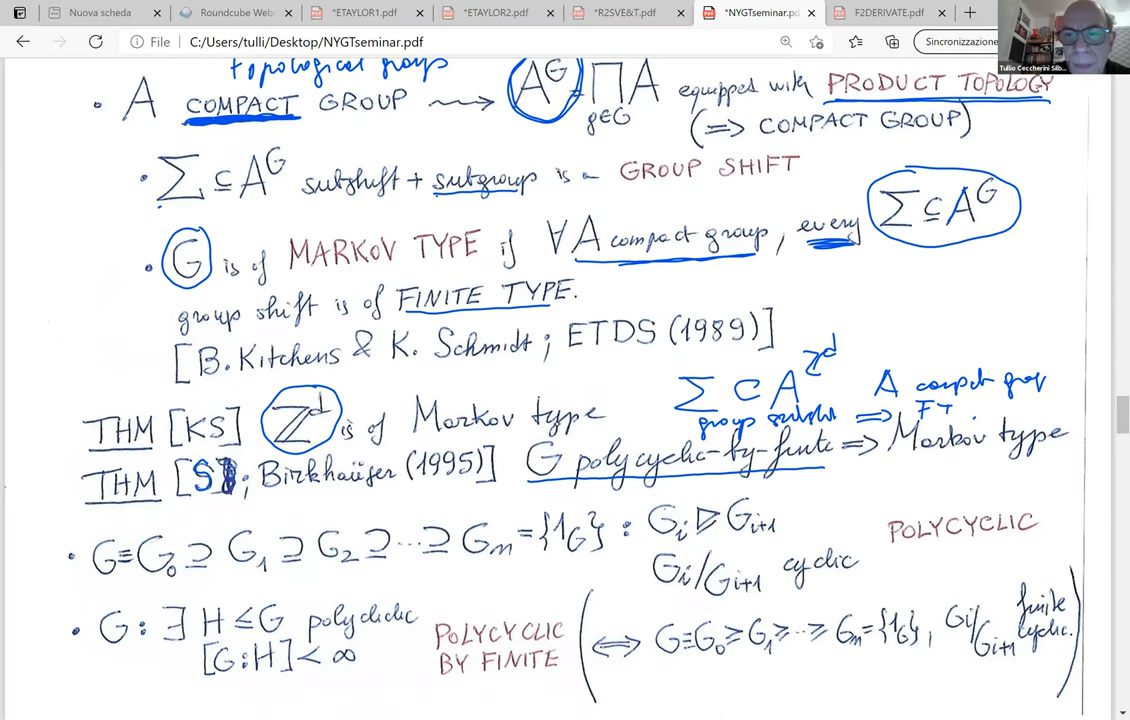 Nuova scheda
Roundcube Web
*ETAYLOR1.pdf
*ETAYLOR2.pdf
*R2SVE&T.pdf
*NYGTseminar.pd
F2DERIVATE.pdf
File C:/Users/tulli/Desktop/NYGTseminar.pdf
Sincronizzazione
Tullio Ceccherini Silb...
topological group
• A COMPACT GROUP ⇝ A^G = ∏_{g∈G} A equipped with PRODUCT TOPOLOGY
(⟹ COMPACT GROUP)
• Σ ⊆ A^G subshift + subgroup is a GROUP SHIFT
• G is of MARKOV TYPE if ∀ A compact group, every Σ ⊆ A^G
group shift is of FINITE TYPE.
[B. Kitchens & K. Schmidt; ETDS (1989)]
Σ ⊂ A^{ℤ^d} A compact group
group subshift ⟹ FT
THM [KS] ℤ^d is of Markov type
THM [S; Birkhaüser (1995)] G polycyclic-by-finite ⟹ Markov type
• G ≡ G_0 ⊇ G_1 ⊇ G_2 ⊇ ... ⊇ G_m = {1_G} : G_i ⊵ G_{i+1} POLYCYCLIC
G_i/G_{i+1} cyclic
• G : ∃ H ≤ G polyciclic
[G:H] < ∞
POLYCYCLIC
BY FINITE
(⟺ G ≡ G_0 ≥ G_1 ≥ ... ≥ G_m = {1_G}, G_i/G_{i+1} finite
cyclic.)